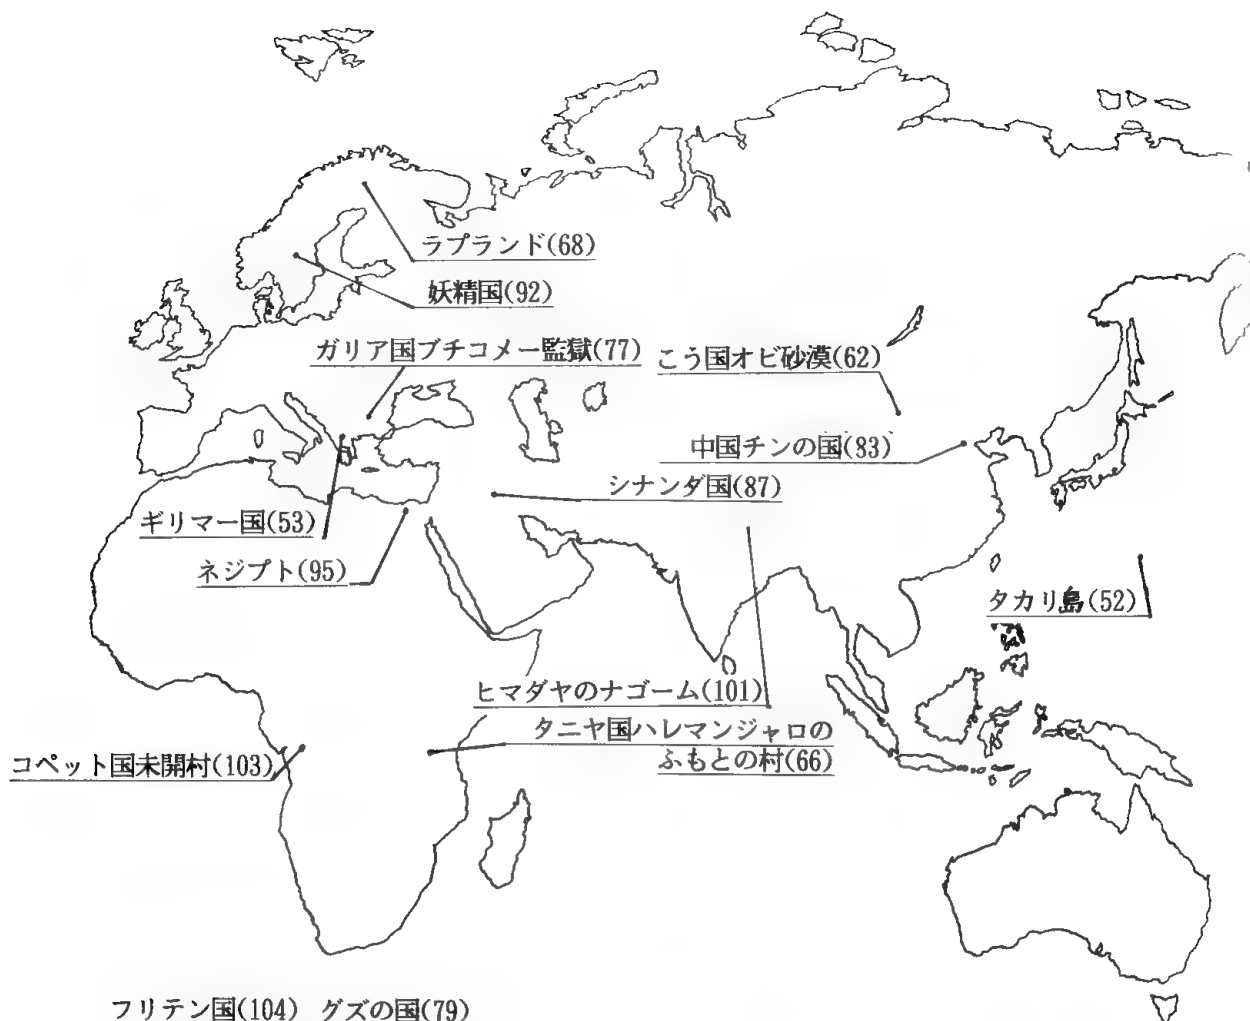 ラプランド(68)
妖精国(92)
ガリア国ブチコメー監獄(77)
こう国オビ砂漠(62)
中国チンの国(83)
シナンダ国(87)
ギリマー国(53)
ネジプト(95)
タカリ島(52)
ヒマダヤのナゴーム(101)
タニヤ国ハレマンジャロの
ふもとの村(66)
コペット国未開村(103)
フリテン国(104) グズの国(79)